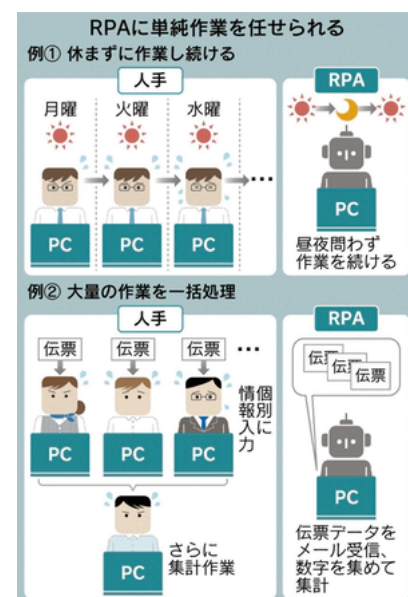 RPAに単純作業を任せられる
例① 休まずに作業し続ける
人手
月曜
火曜
水曜
…
PC
PC
PC
RPA
PC
昼夜問わず
作業を続ける
例② 大量の作業を一括処理
人手
伝票
伝票
伝票
…
PC
PC
PC
個別に
情報入力
PC
さらに
集計作業
RPA
伝票
伝票
伝票
PC
伝票データを
メール受信、
数字を集めて
集計